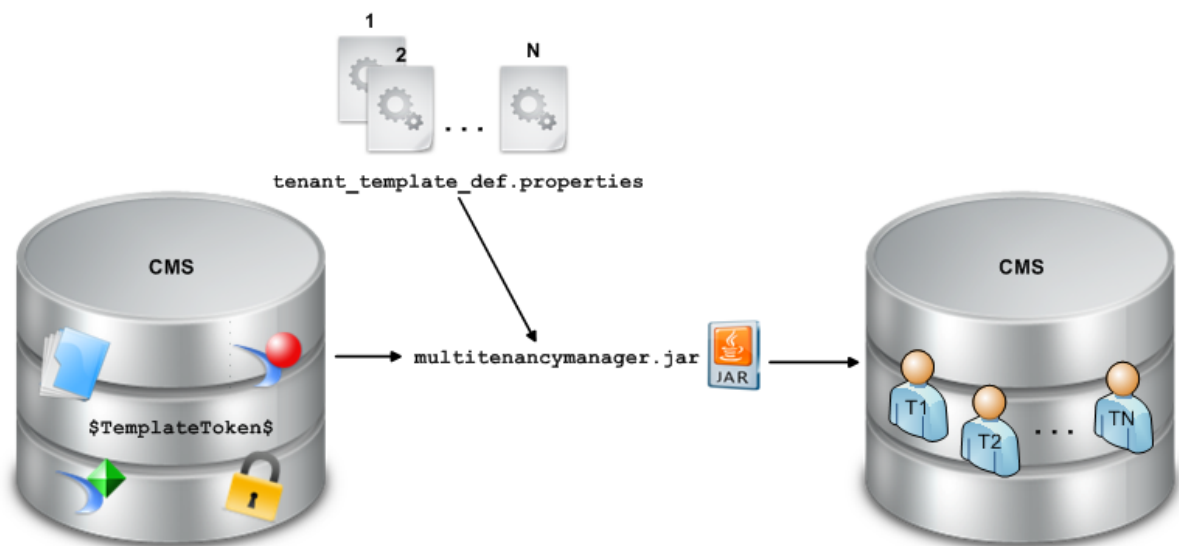 1
2
N
...
tenant_template_def.properties
CMS
CMS
multitenancymanager.jar
JAR
$TemplateToken$
T1
T2
...
TN